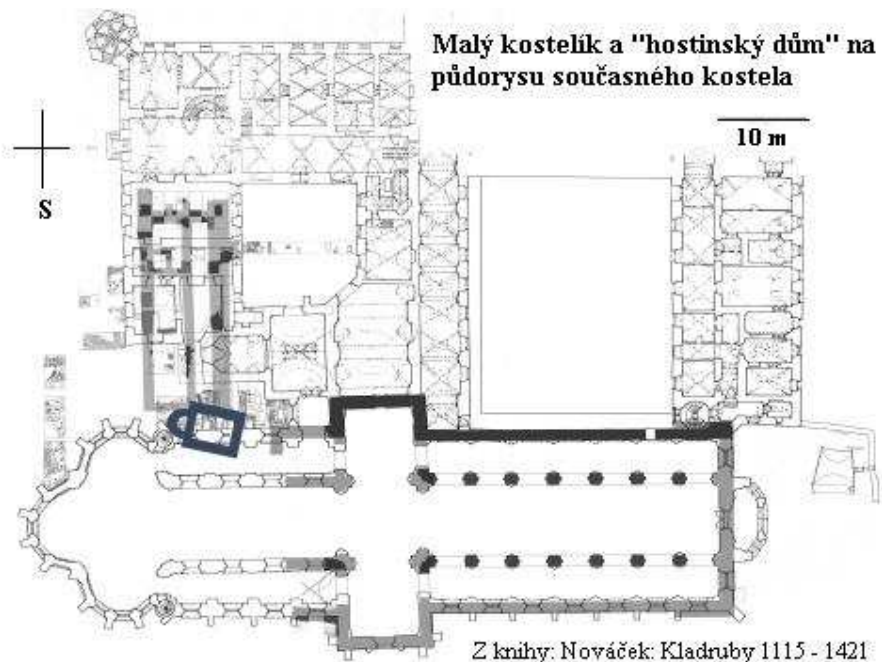 Malý kostelík a "hostinský dům" na
půdorysu současného kostela
10 m
S
Z knihy: Nováček: Kladruby 1115 - 1421